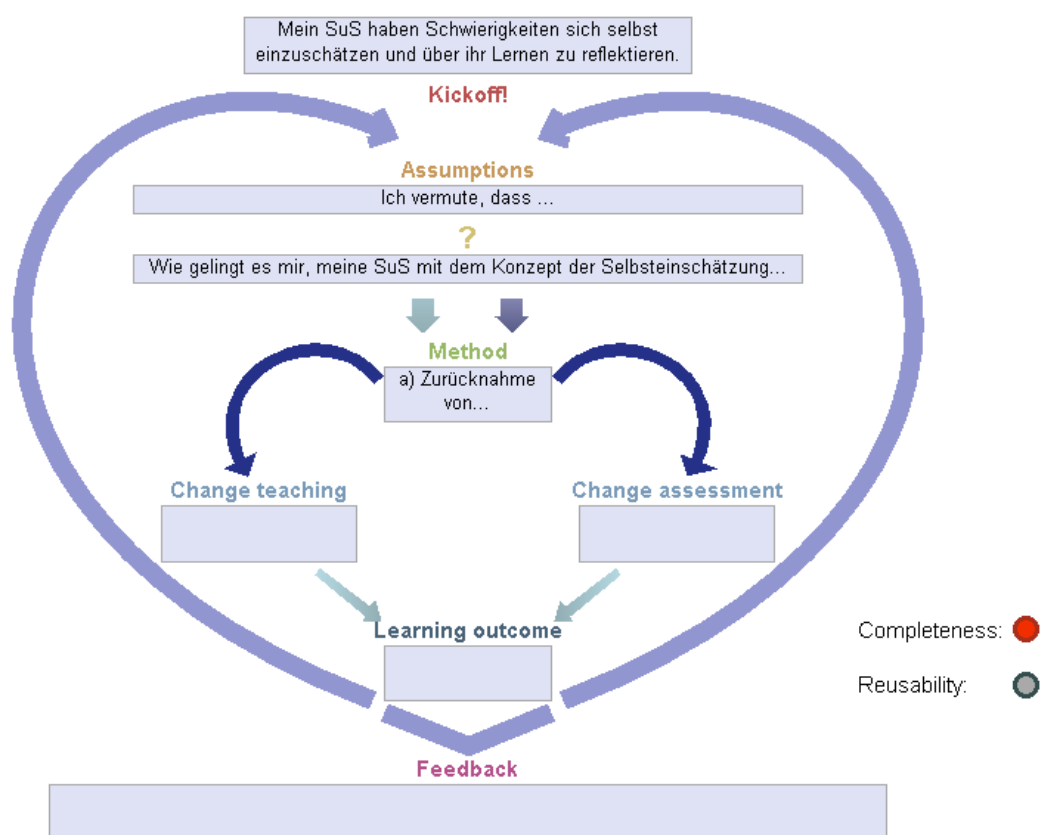 Mein SuS haben Schwierigkeiten sich selbst
einzuschätzen und über ihr Lernen zu reflektieren.
Kickoff!
Assumptions
Ich vermute, dass ...
?
Wie gelingt es mir, meine SuS mit dem Konzept der Selbsteinschätzung...
Method
a) Zurücknahme
von...
Change teaching
Change assessment
Learning outcome
Completeness:
Reusability:
Feedback